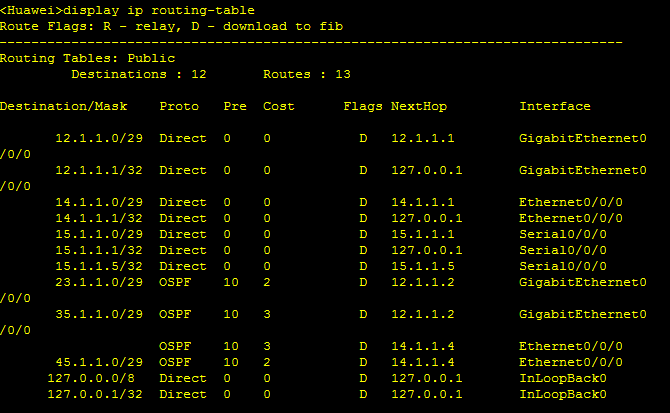 <Huawei>display ip routing-table
Route Flags: R - relay, D - download to fib
------------------------------------------------------------------------------
Routing Tables: Public
         Destinations : 12       Routes : 13

Destination/Mask    Proto   Pre  Cost         Flags NextHop         Interface

       12.1.1.0/29  Direct  0    0              D   12.1.1.1        GigabitEthernet0
/0/0
       12.1.1.1/32  Direct  0    0              D   127.0.0.1       GigabitEthernet0
/0/0
       14.1.1.0/29  Direct  0    0              D   14.1.1.1        Ethernet0/0/0
       14.1.1.1/32  Direct  0    0              D   127.0.0.1       Ethernet0/0/0
       15.1.1.0/29  Direct  0    0              D   15.1.1.1        Serial0/0/0
       15.1.1.1/32  Direct  0    0              D   127.0.0.1       Serial0/0/0
       15.1.1.5/32  Direct  0    0              D   15.1.1.5        Serial0/0/0
       23.1.1.0/29  OSPF    10   2              D   12.1.1.2        GigabitEthernet0
/0/0
       35.1.1.0/29  OSPF    10   3              D   12.1.1.2        GigabitEthernet0
/0/0
                    OSPF    10   3              D   14.1.1.4        Ethernet0/0/0
       45.1.1.0/29  OSPF    10   2              D   14.1.1.4        Ethernet0/0/0
      127.0.0.0/8   Direct  0    0              D   127.0.0.1       InLoopBack0
      127.0.0.1/32  Direct  0    0              D   127.0.0.1       InLoopBack0